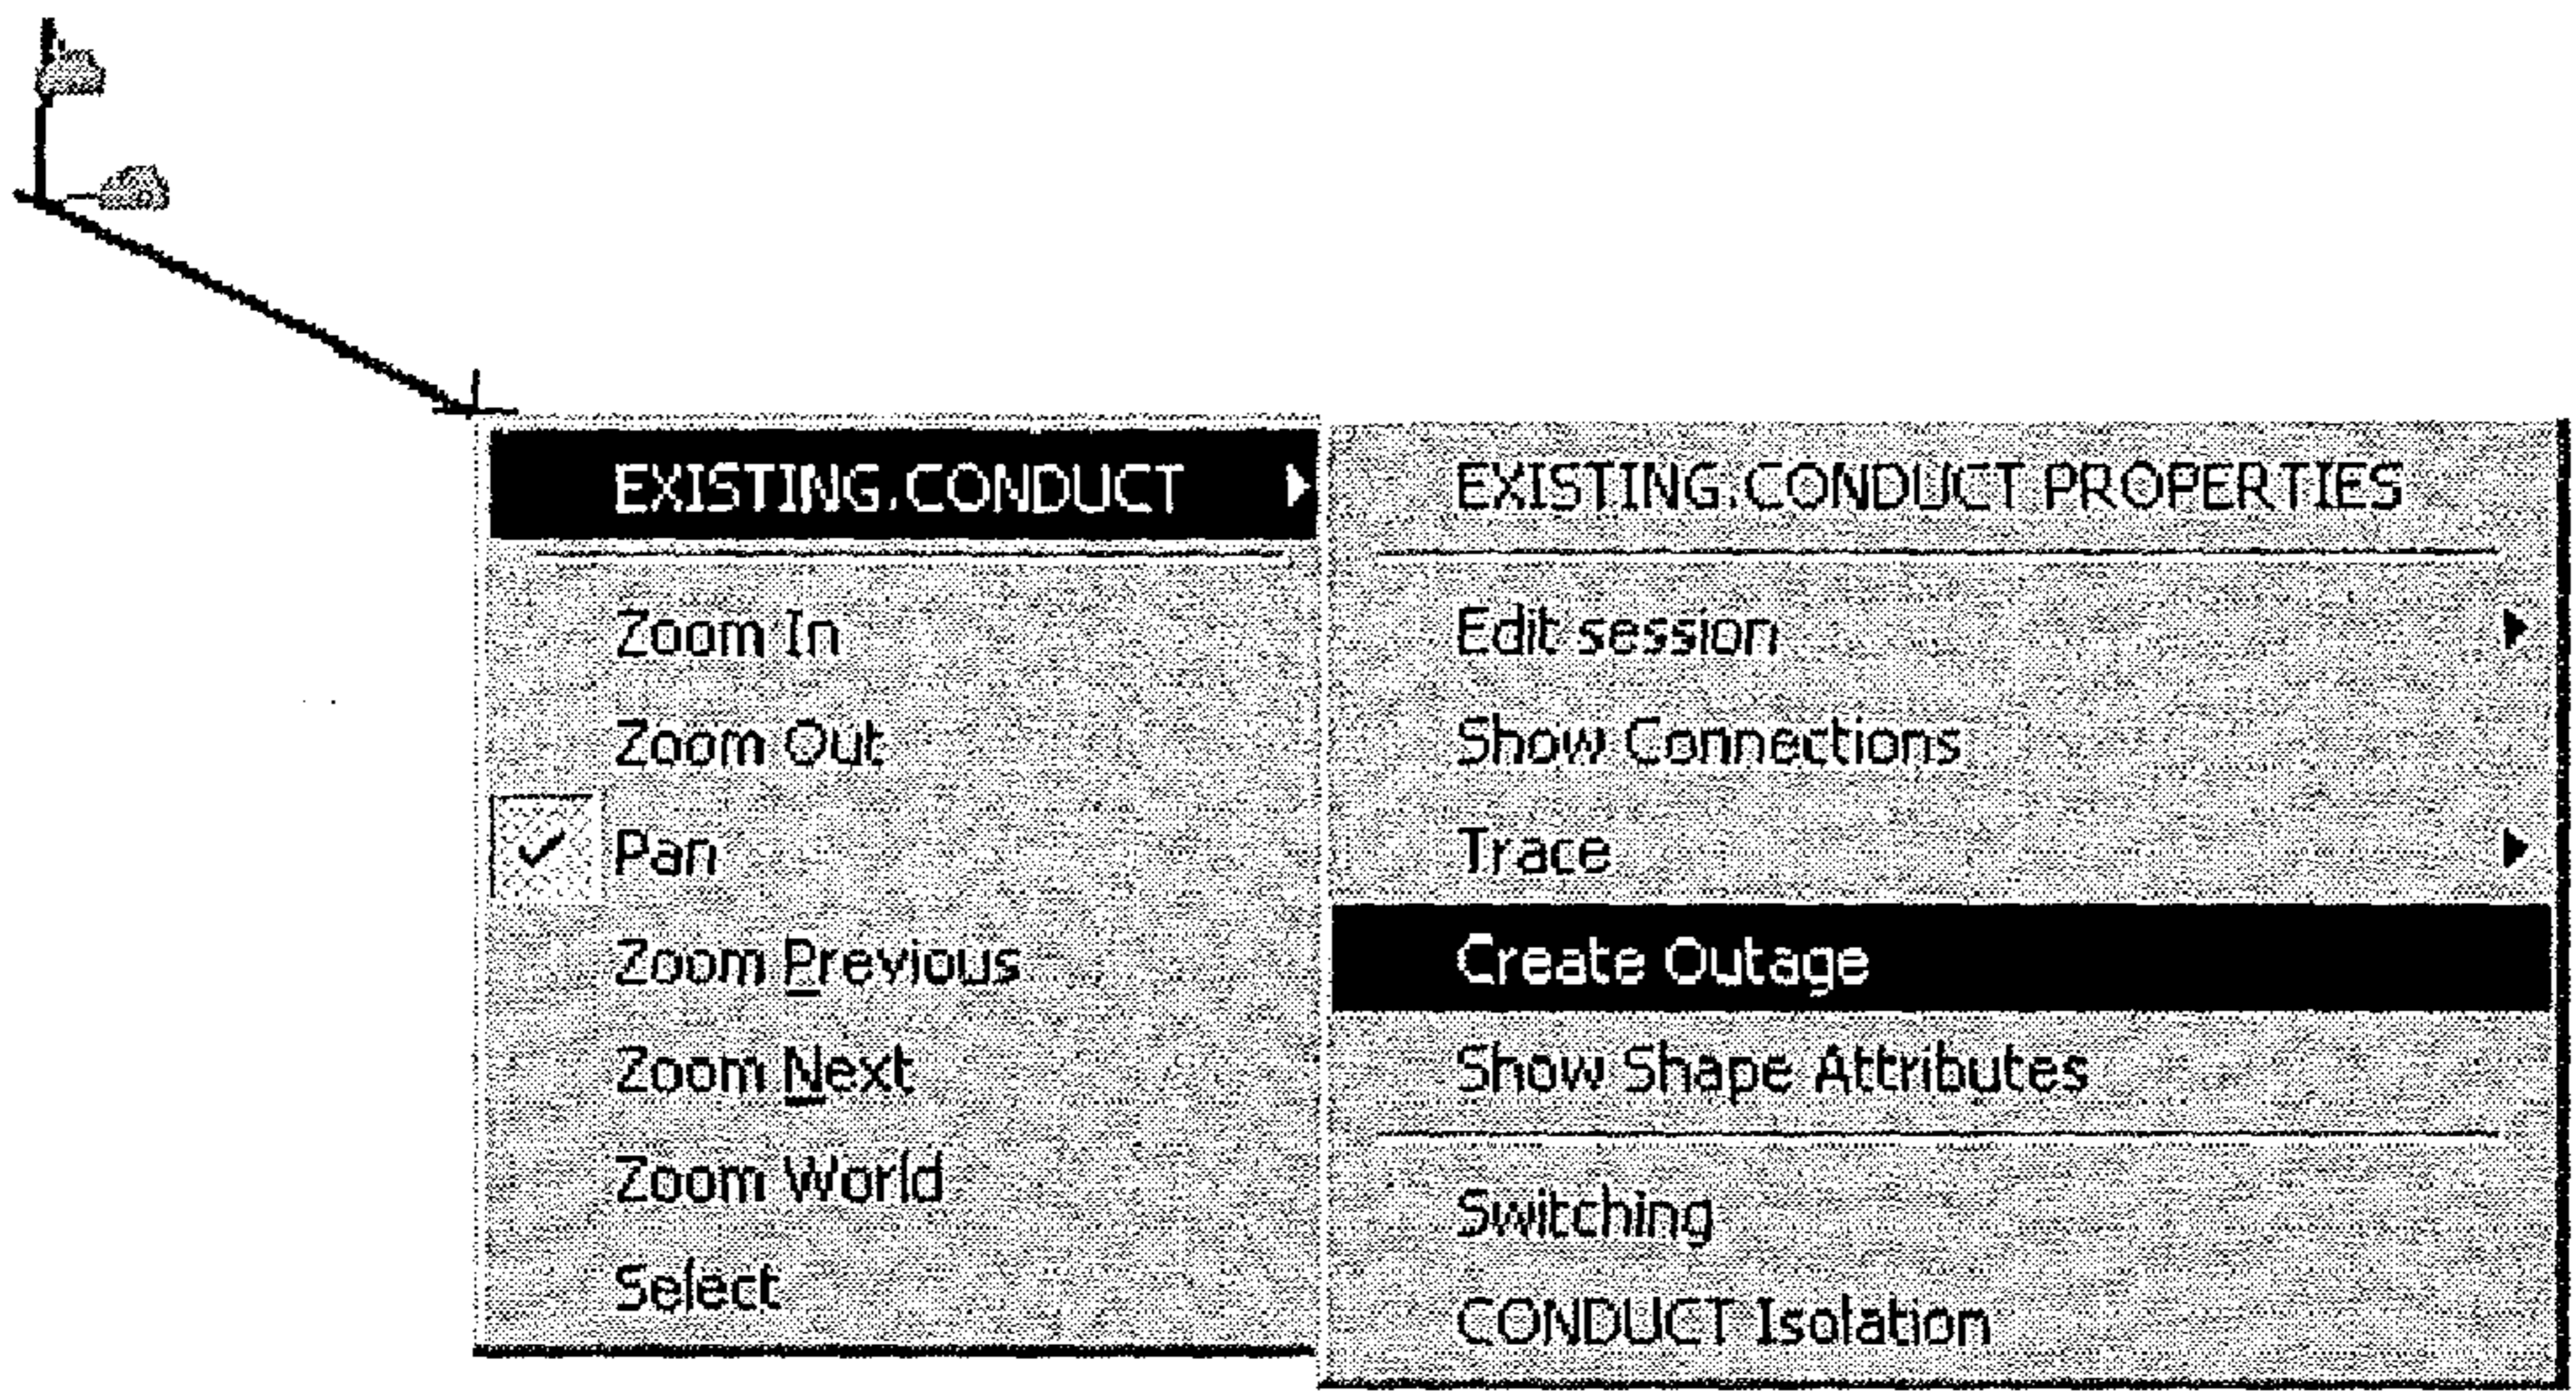 EXISTING.CONDUCT
Zoom In
Zoom Out
Pan
Zoom Previous
Zoom Next
Zoom World
Select
EXISTING.CONDUCT PROPERTIES
Edit session
Show Connections
Trace
Create Outage
Show Shape Attributes
Switching
CONDUCT Isolation